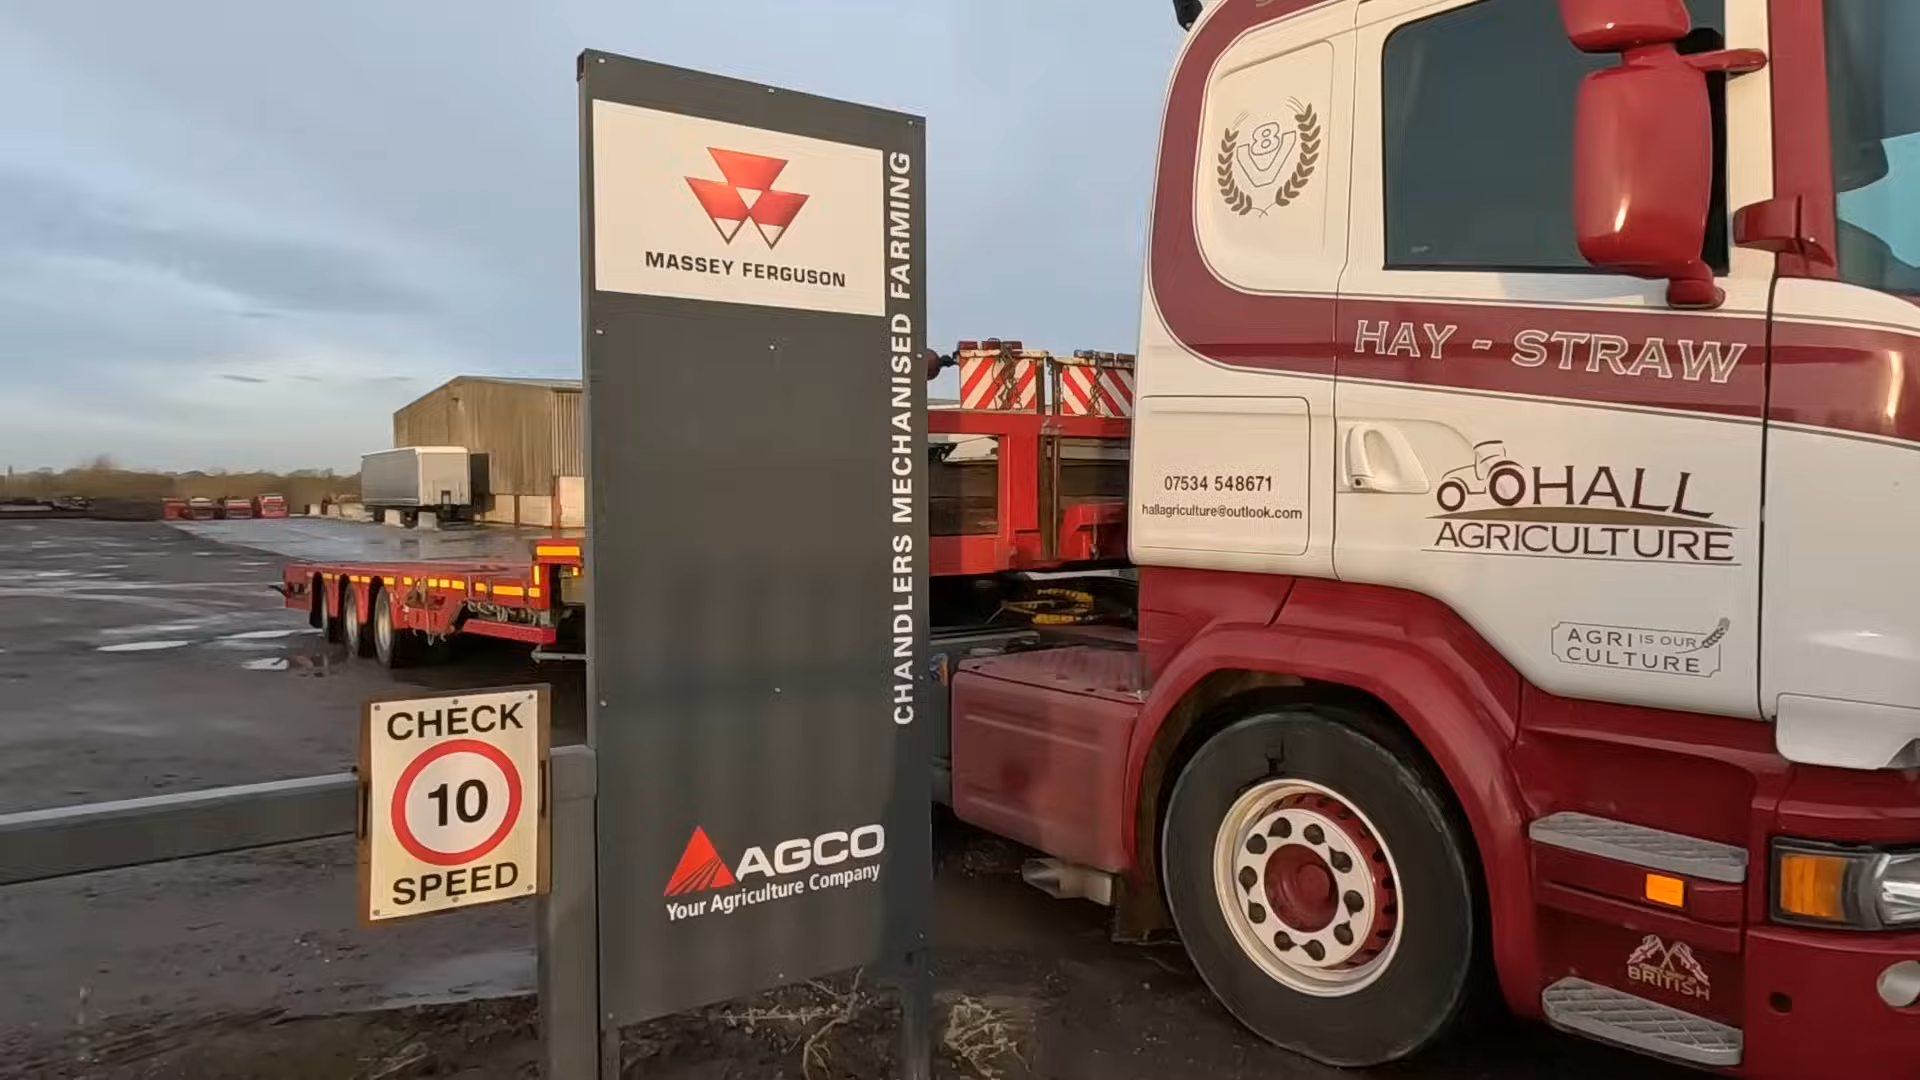 MASSEY FERGUSON
CHANDLERS MECHANISED FARMING
AGCO
Your Agriculture Company
CHECK
10
SPEED
V8
HAY - STRAW
07534 548671
hallagriculture@outlook.com
HALL
AGRICULTURE
AGRI IS OUR
CULTURE
BRITISH